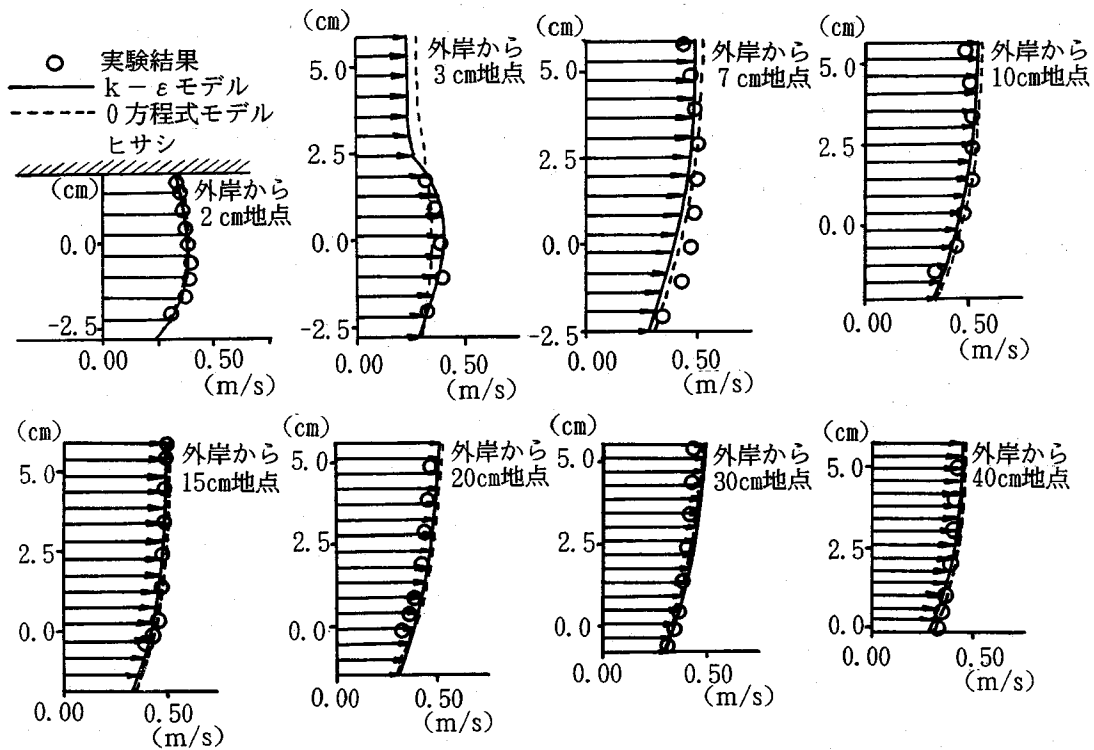 実験結果
k－εモデル
0方程式モデル
ヒサシ
(cm)
0.0
-2.5
0.00 0.50
(m/s)
外岸から
2cm地点
(cm)
5.0
2.5
0.0
-2.5
0.00 0.50
(m/s)
外岸から
3cm地点
(cm)
5.0
2.5
0.0
-2.5
0.00 0.50
(m/s)
外岸から
7cm地点
(cm)
5.0
2.5
0.0
0.00 0.50
(m/s)
外岸から
10cm地点
(cm)
5.0
2.5
0.0
0.00 0.50
(m/s)
外岸から
15cm地点
(cm)
5.0
2.5
0.0
0.00 0.50
(m/s)
外岸から
20cm地点
(cm)
5.0
2.5
0.0
0.00 0.50
(m/s)
外岸から
30cm地点
(cm)
5.0
2.5
0.0
0.00 0.50
(m/s)
外岸から
40cm地点